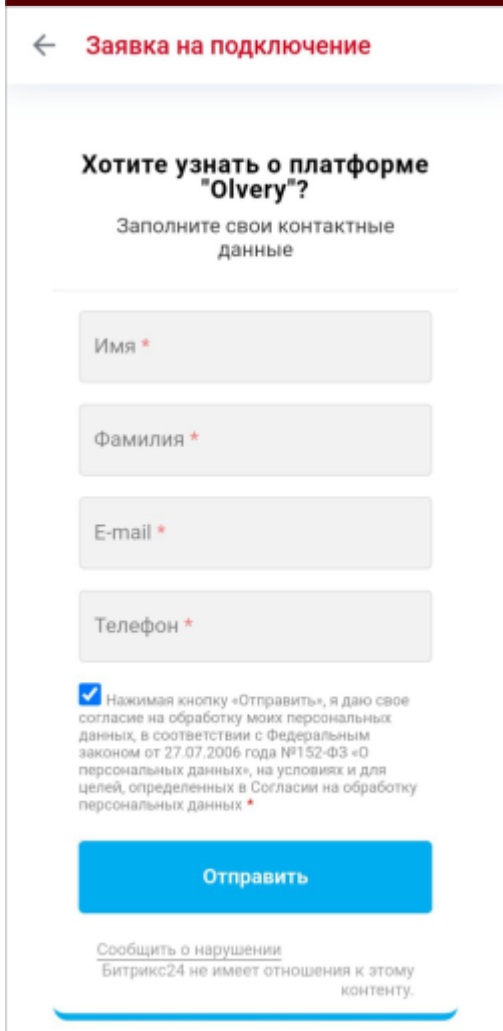 Заявка на подключение
Хотите узнать о платформе
"Olvery"?
Заполните свои контактные
данные
Имя *
Фамилия *
E-mail *
Телефон *
Нажимая кнопку «Отправить», я даю свое
согласие на обработку моих персональных
данных, в соответствии с Федеральным
законом от 27.07.2006 года №152-ФЗ «О
персональных данных», на условиях и для
целей, определенных в Согласии на обработку
персональных данных *
Отправить
Сообщить о нарушении
Битрикс24 не имеет отношения к этому
контенту.